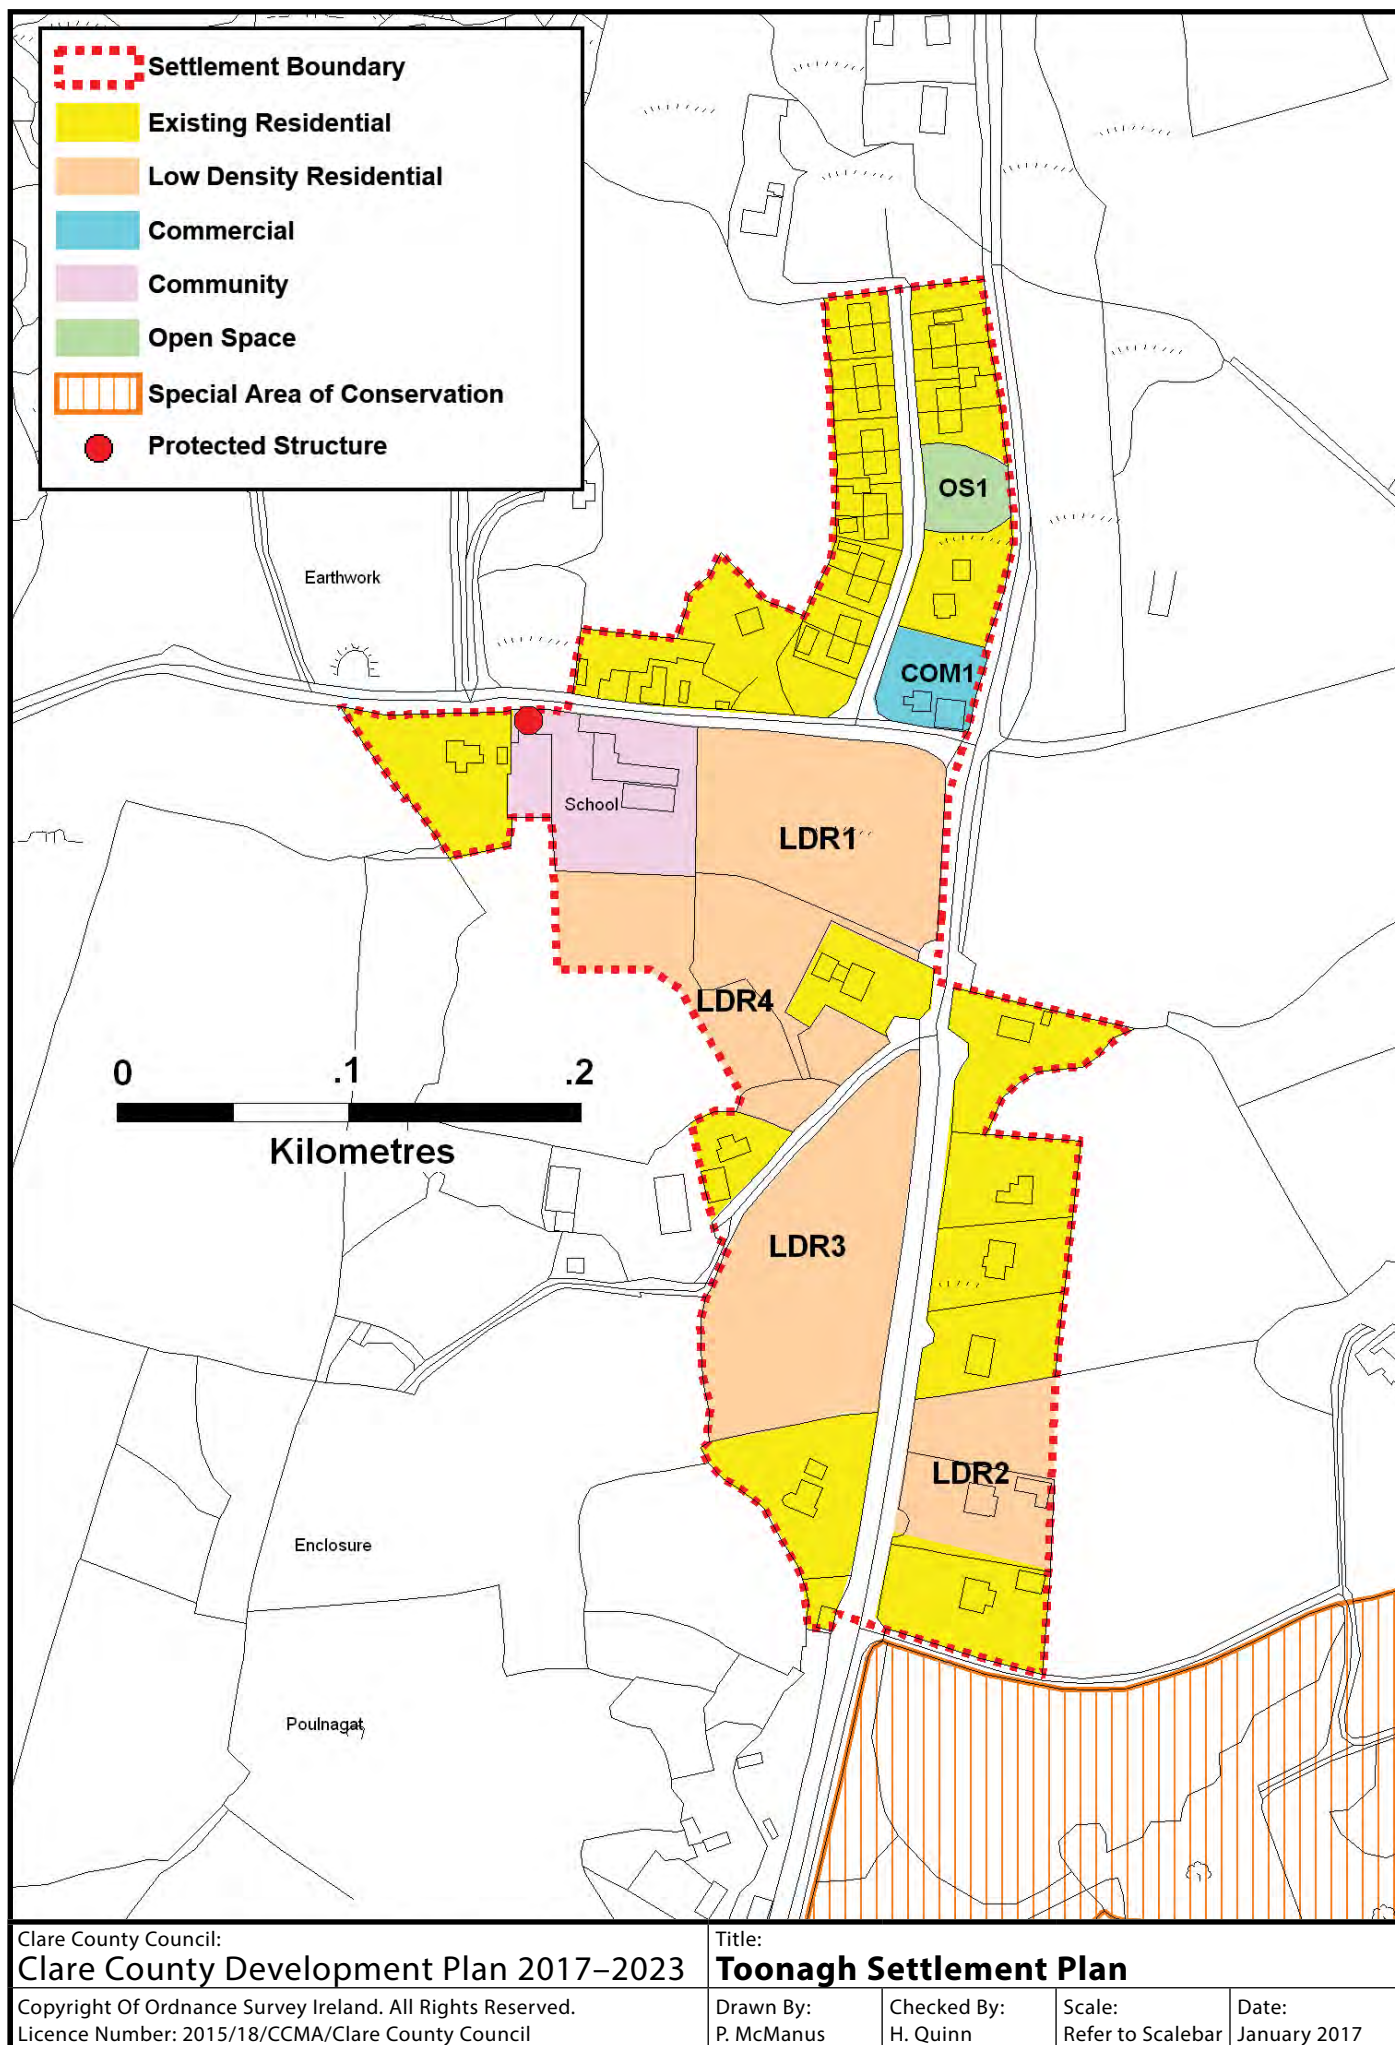 Settlement Boundary
Existing Residential
Low Density Residential
Commercial
Community
Open Space
Special Area of Conservation
Protected Structure
OS1
Earthwork
COM1
School
LDR1
LDR4
0 .1 .2
Kilometres
LDR3
LDR2
Enclosure
Poulnagat
Clare County Council:
Clare County Development Plan 2017–2023
Title:
Toonagh Settlement Plan
Copyright Of Ordnance Survey Ireland. All Rights Reserved.
Licence Number: 2015/18/CCMA/Clare County Council
Drawn By:
P. McManus
Checked By:
H. Quinn
Scale:
Refer to Scalebar
Date:
January 2017